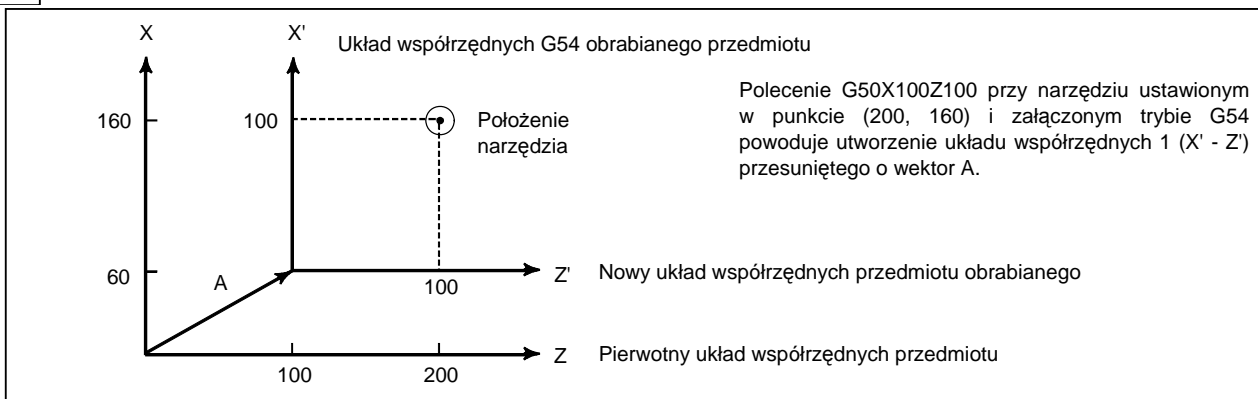 X
X'
Układ współrzędnych G54 obrabianego przedmiotu
Polecenie G50X100Z100 przy narzędziu ustawionym
w punkcie (200, 160) i załączonym trybie G54
powoduje utworzenie układu współrzędnych 1 (X' - Z')
przesuniętego o wektor A.
160
100
Położenie
narzędzia
60
A
100
Z'
Nowy układ współrzędnych przedmiotu obrabianego
Z
Pierwotny układ współrzędnych przedmiotu
100
200